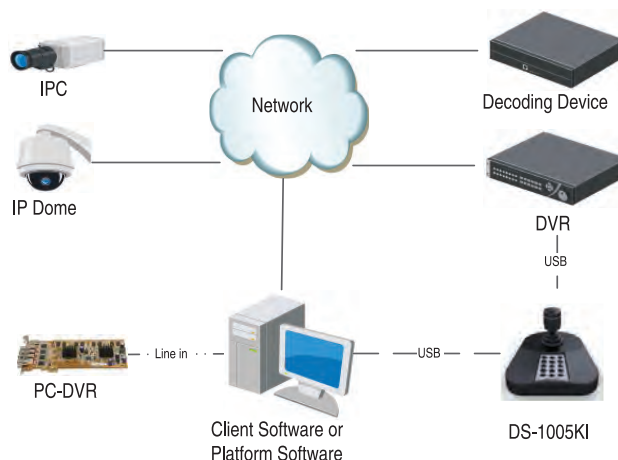 IPC
Network
Decoding Device
IP Dome
DVR
USB
Line in
USB
PC-DVR
Client Software or
Platform Software
DS-1005KI